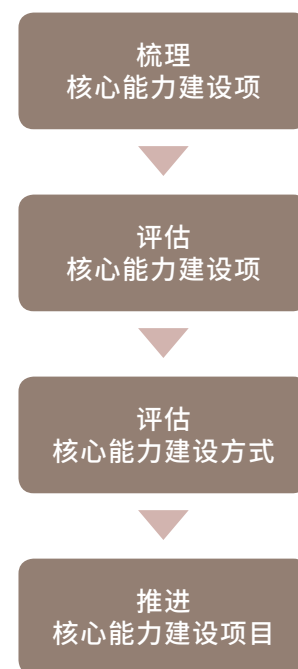 梳理
核心能力建设项
评估
核心能力建设项
评估
核心能力建设方式
推进
核心能力建设项目